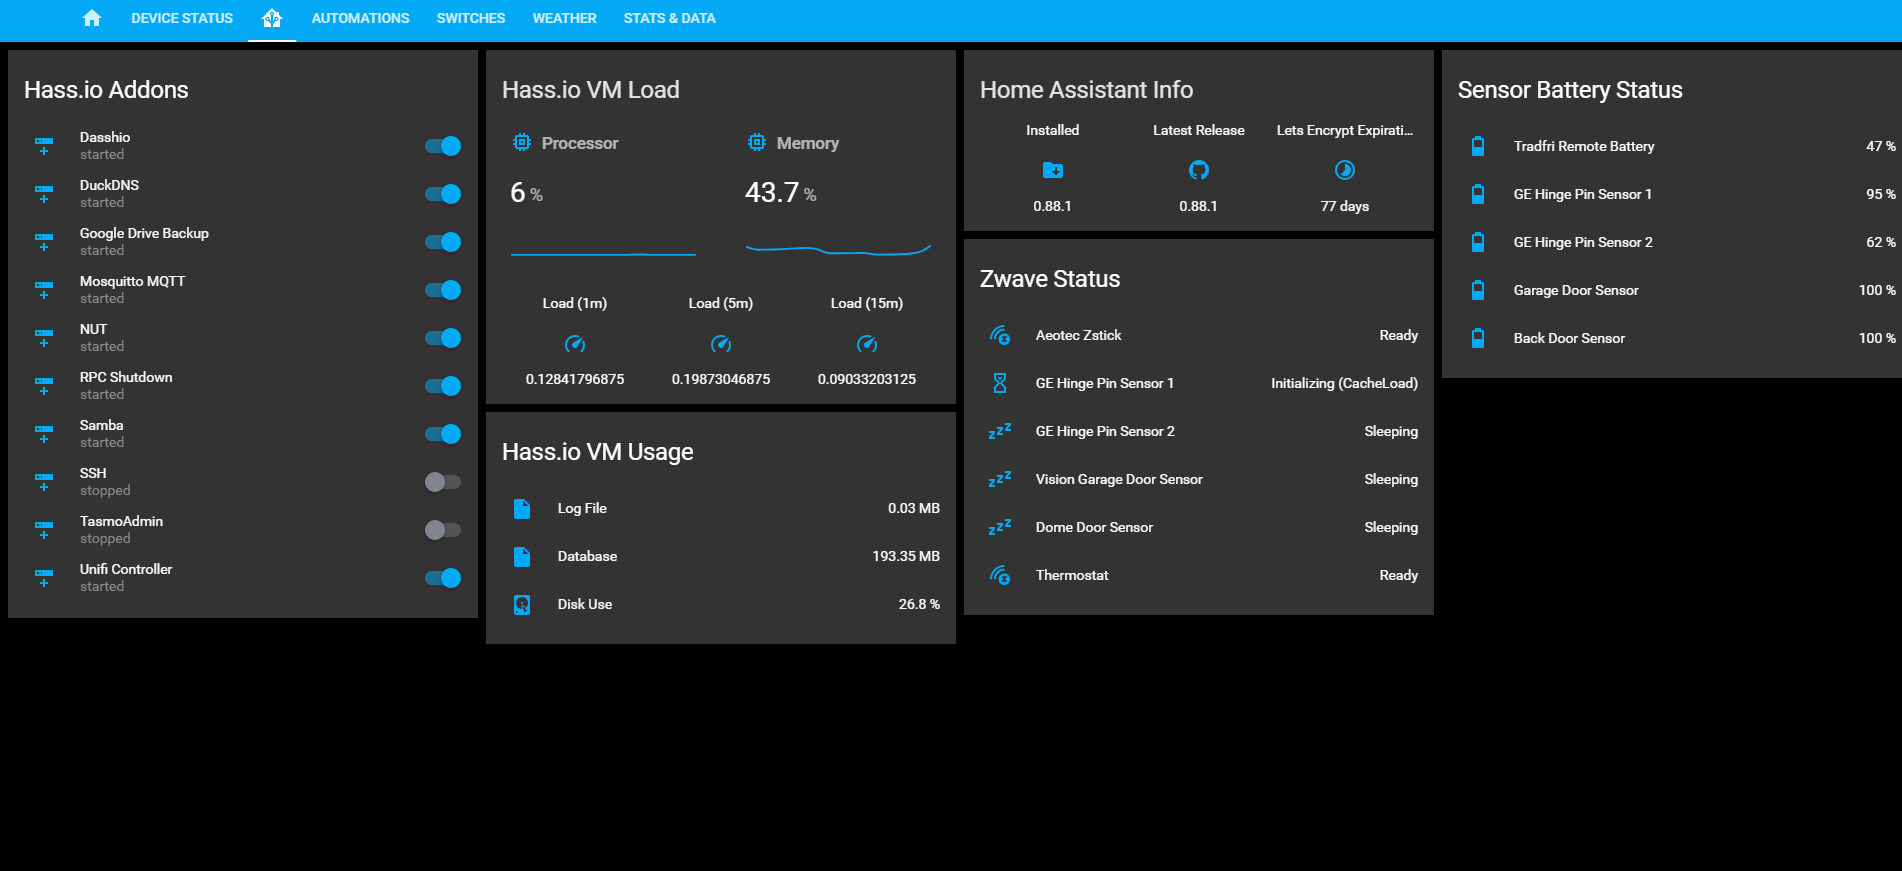 DEVICE STATUS AUTOMATIONS SWITCHES WEATHER STATS & DATA
Hass.io Addons
Dasshio
started
DuckDNS
started
Google Drive Backup
started
Mosquitto MQTT
started
NUT
started
RPC Shutdown
started
Samba
started
SSH
stopped
TasmoAdmin
stopped
Unifi Controller
started
Hass.io VM Load
Processor Memory
6 % 43.7 %
Load (1m) Load (5m) Load (15m)
0.12841796875 0.19873046875 0.09033203125
Hass.io VM Usage
Log File 0.03 MB
Database 193.35 MB
Disk Use 26.8 %
Home Assistant Info
Installed Latest Release Lets Encrypt Expirati...
0.88.1 0.88.1 77 days
Zwave Status
Aeotec Zstick Ready
GE Hinge Pin Sensor 1 Initializing (CacheLoad)
GE Hinge Pin Sensor 2 Sleeping
Vision Garage Door Sensor Sleeping
Dome Door Sensor Sleeping
Thermostat Ready
Sensor Battery Status
Tradfri Remote Battery 47 %
GE Hinge Pin Sensor 1 95 %
GE Hinge Pin Sensor 2 62 %
Garage Door Sensor 100 %
Back Door Sensor 100 %